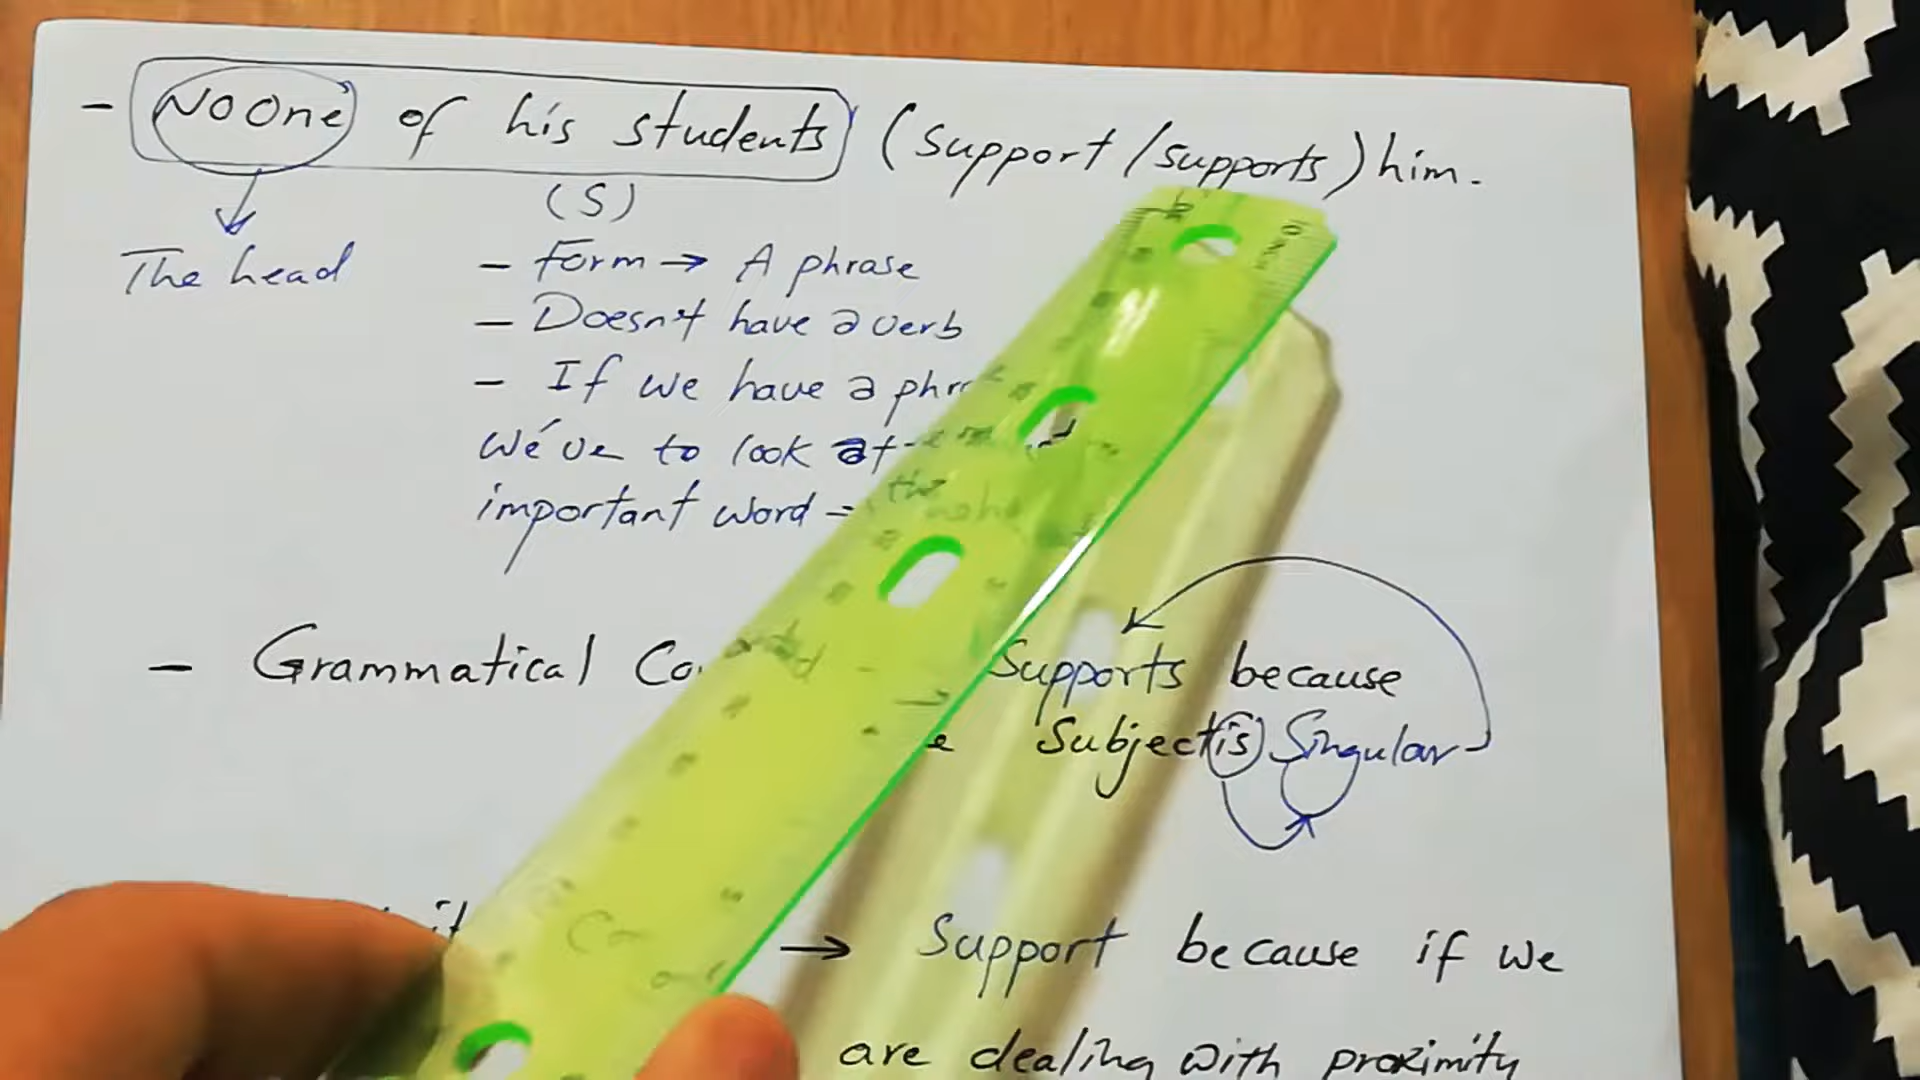 - No One of his students (support/supports) him.
(S)
The head
- Form → A phrase
- Doesn't have a verb
- If we have a
we've to look at
important word = the
- Grammatical Supports because
Subject is Singular
→ Support because if we
are dealing with proximity